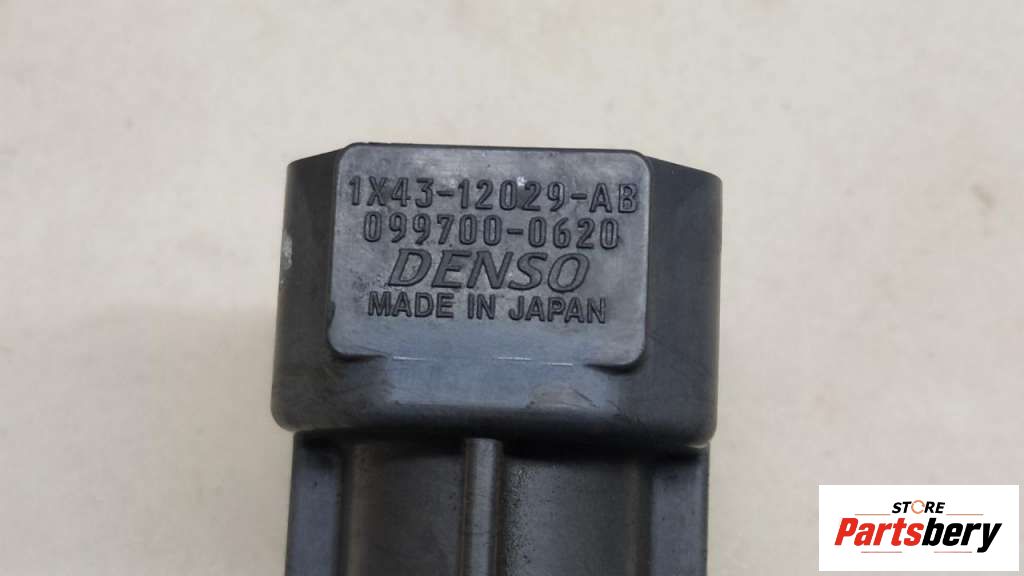 1X43-12029-AB
099700-0620
DENSO
MADE IN JAPAN
STORE
Partsbery